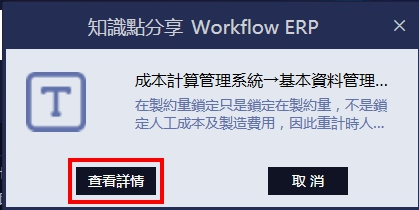 知識點分享 Workflow ERP
成本計算管理系統→基本資料管理...
在製約量鎖定只是鎖定在製約量，不是鎖
定人工成本及製造費用，因此重計時人...
查看詳情
取消